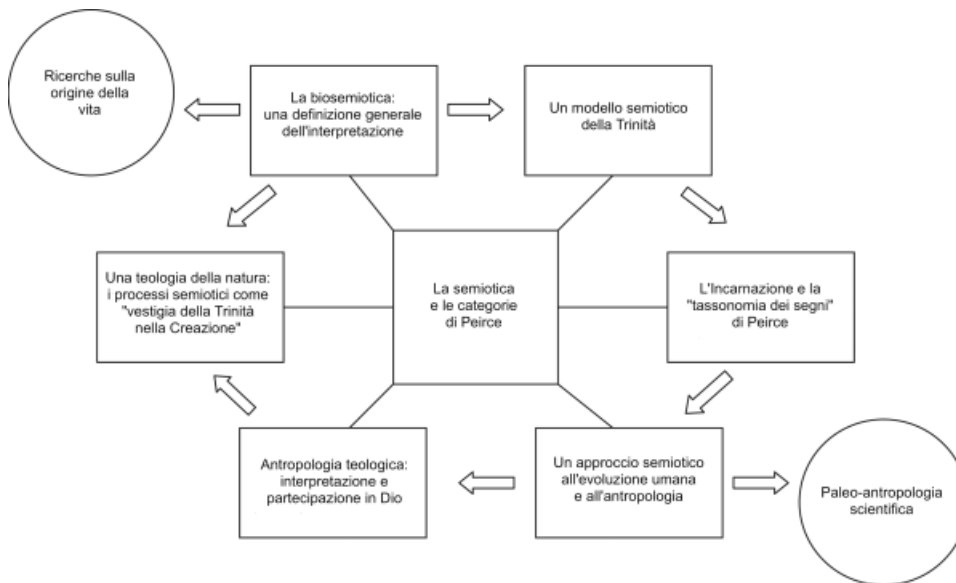 Ricerche sulla
origine della
vita
La biosemiotica:
una definizione generale
dell'interpretazione
Un modello semiotico
della Trinità
Una teologia della natura:
i processi semiotici come
"vestigia della Trinità
nella Creazione"
La semiotica
e le categorie
di Peirce
L'Incarnazione e la
"tassonomia dei segni"
di Peirce
Antropologia teologica:
interpretazione e
partecipazione in Dio
Un approccio semiotico
all'evoluzione umana
e all'antropologia
Paleo-antropologia
scientifica